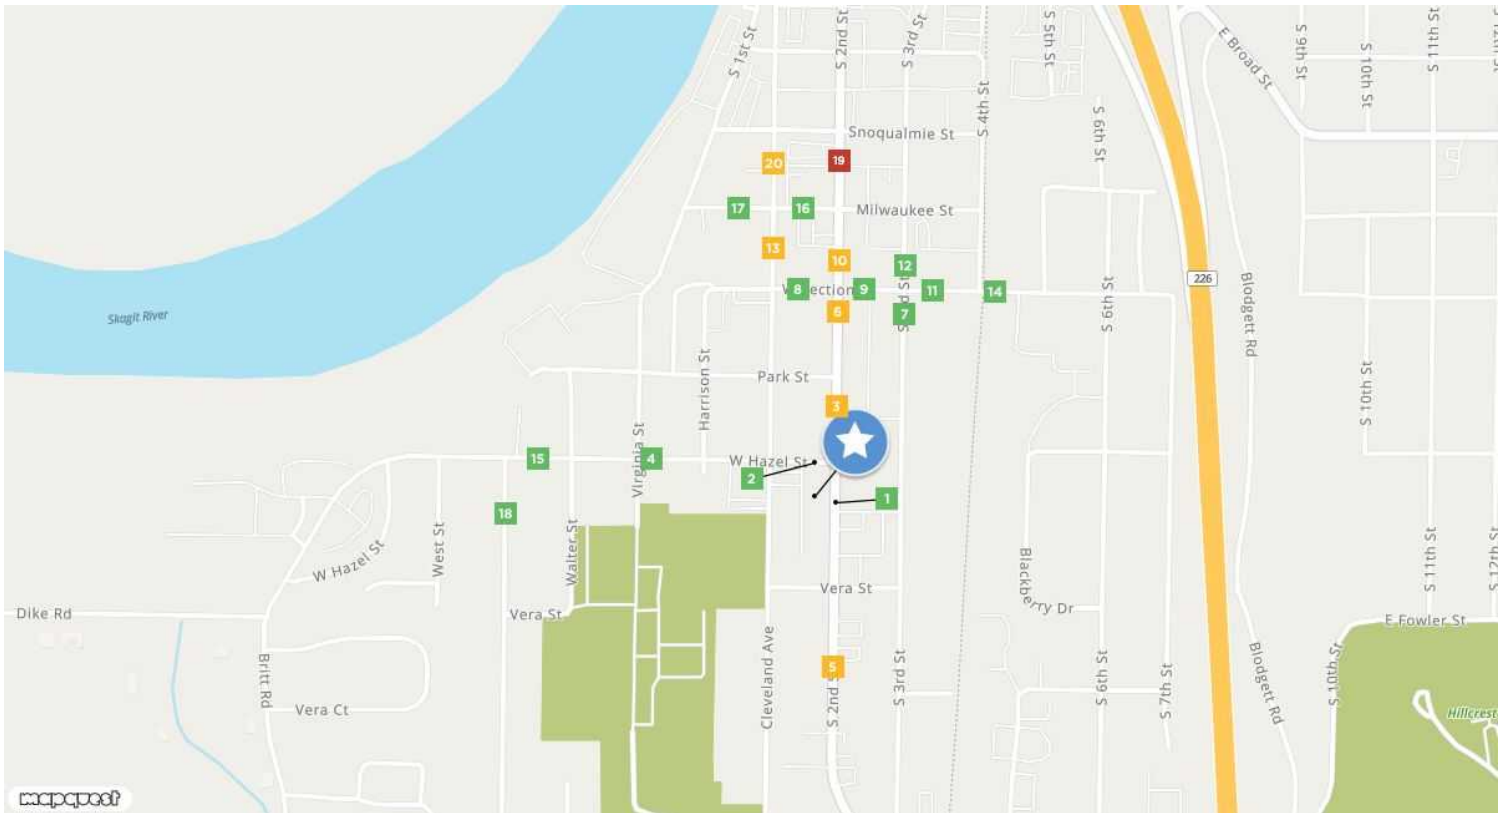 S 1st St
S 2nd St
S 3rd St
S 4th St
S 5th St
E Broad St
S 9th St
S 10th St
S 11th St
Snoqualmie St
S 6th St
20
19
17
16
Milwaukee St
13
10
12
226
Blodgett Rd
8
9
11
14
S 6th St
Skagit River
6
7
Harrison St
Park St
S 10th St
3
Virginia St
15
4
W Hazel St
2
1
18
W Hazel St
West St
Walter St
Blackberry Dr
S 11th St
S 12th St
Vera St
Dike Rd
Vera St
E Fowler St
Britt Rd
Cleveland Ave
5
S 2nd
S 3rd St
S 6th St
S 7th St
Blodgett Rd
S 10th St
Vera Ct
Hillcrest
mapquest